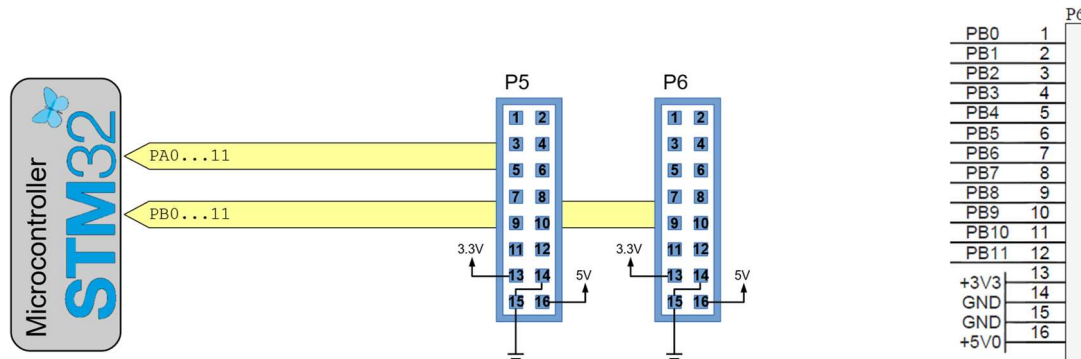 Microcontroller
STM32
PA0...11
PB0...11
P5
1 2
3 4
5 6
7 8
9 10
11 12
13 14
15 16
3.3V
5V
P6
1 2
3 4
5 6
7 8
9 10
11 12
13 14
15 16
3.3V
5V
P6
PB0 1
PB1 2
PB2 3
PB3 4
PB4 5
PB5 6
PB6 7
PB7 8
PB8 9
PB9 10
PB10 11
PB11 12
+3V3 13
GND 14
GND 15
+5V0 16